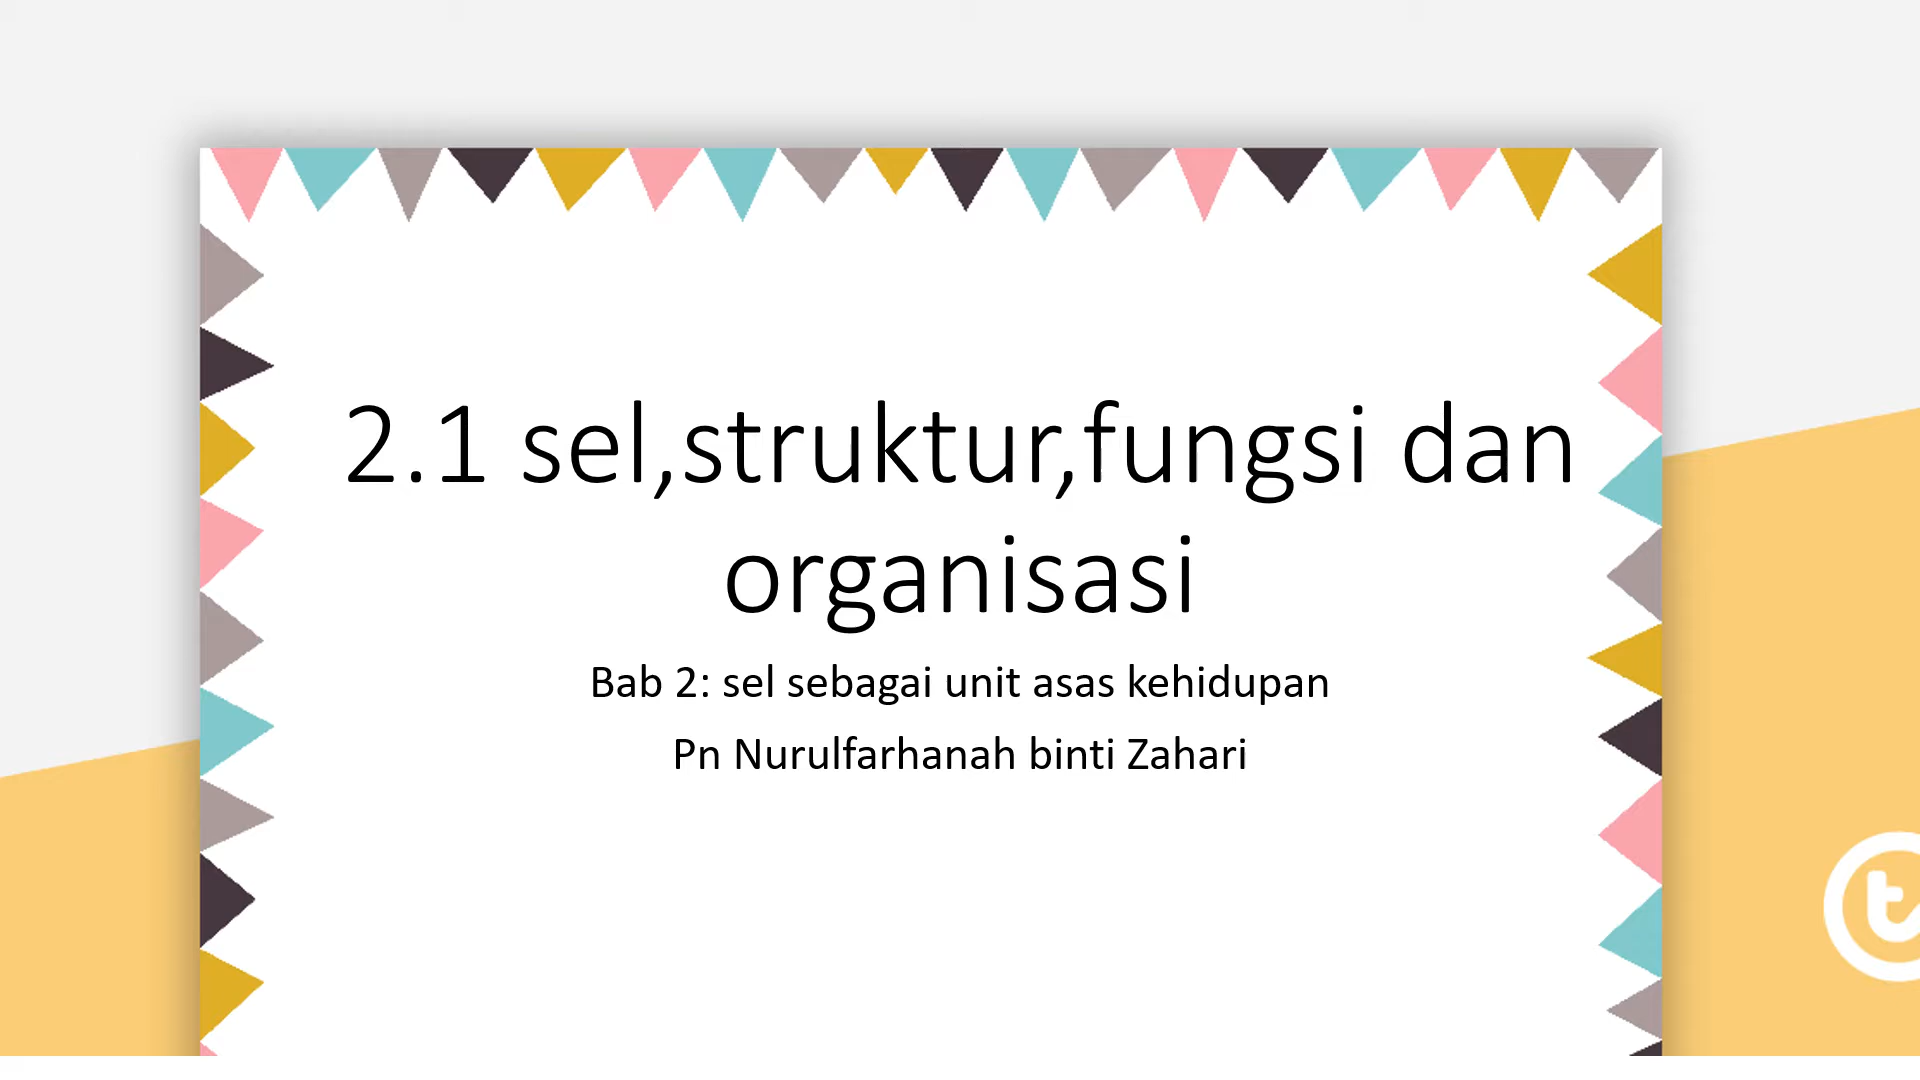 2.1 sel,struktur,fungsi dan
organisasi
Bab 2: sel sebagai unit asas kehidupan
Pn Nurulfarhanah binti Zahari